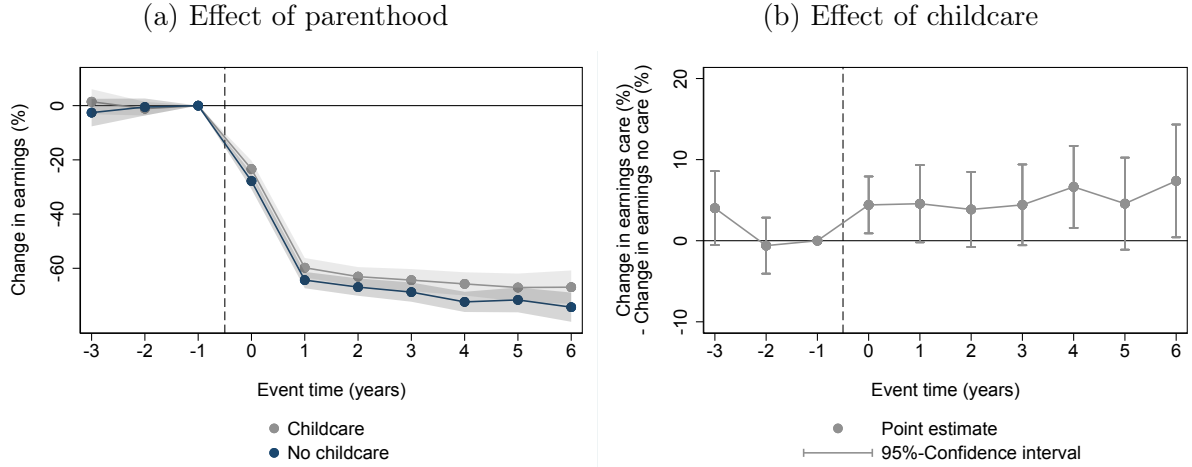 (a) Effect of parenthood
Change in earnings (%)
0
-20
-40
-60
-3 -2 -1 0 1 2 3 4 5 6
Event time (years)
Childcare
No childcare
(b) Effect of childcare
Change in earnings care (%)
- Change in earnings no care (%)
20
10
0
-10
-3 -2 -1 0 1 2 3 4 5 6
Event time (years)
Point estimate
95%-Confidence interval